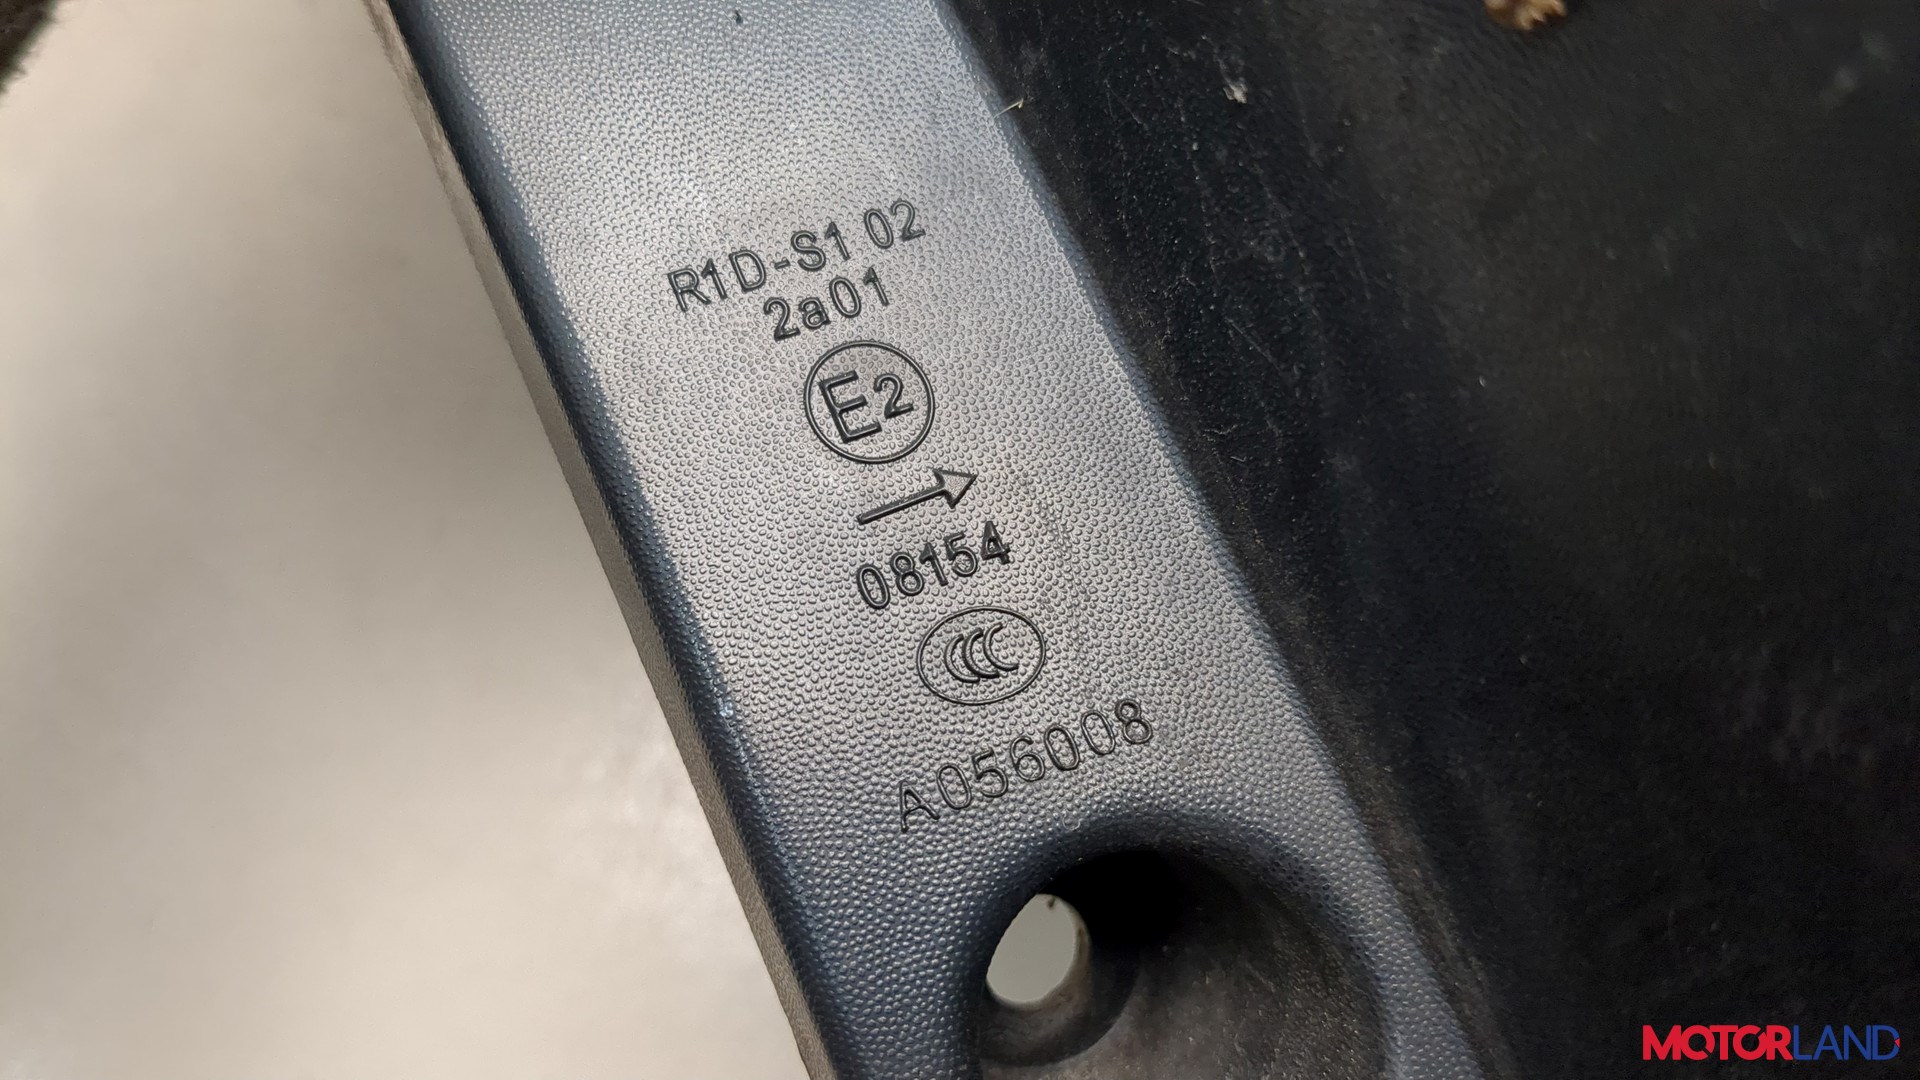 R1D-S1 02
2a01
E2
08154
CCC
A056008
MOTORLAND